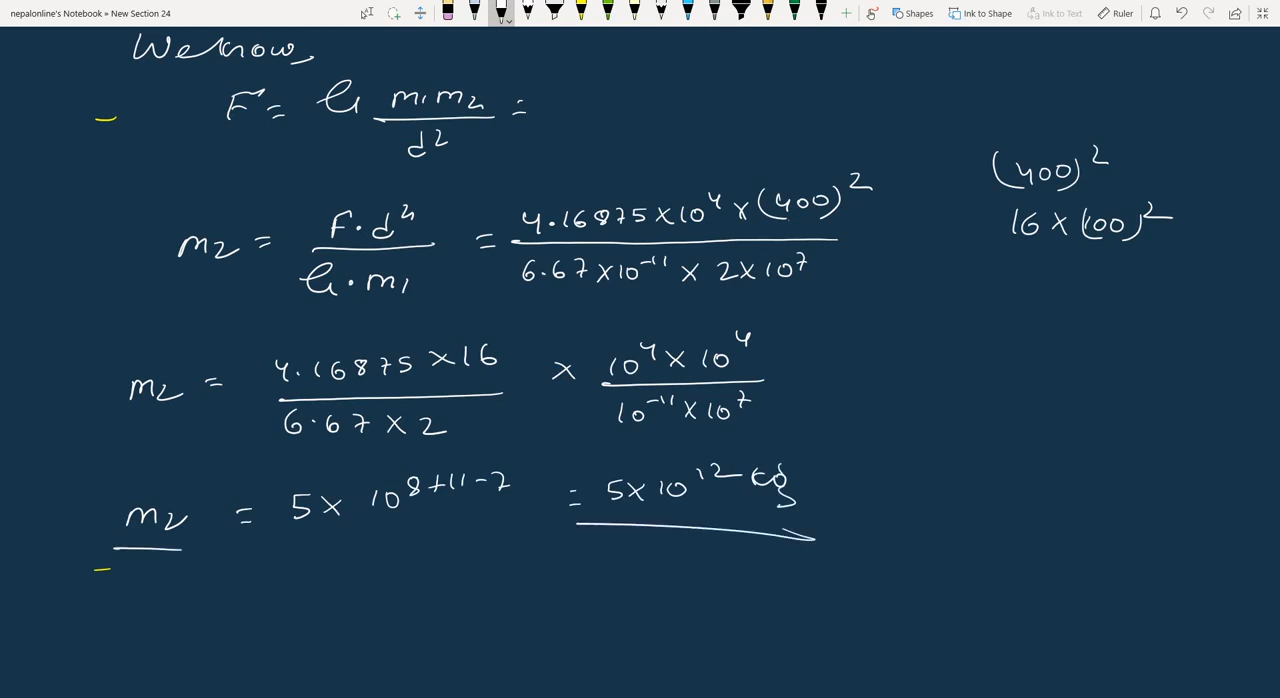 nepalonline's Notebook » New Section 24
Shapes Ink to Shape Ink to Text Ruler
We know,
F = G m₁m₂ / d² =
(400)²
16 × (100)²
m₂ = F·d² / G·m₁ = 4.16875×10⁴ × (400)² / 6.67×10⁻¹¹ × 2×10⁷
m₂ = 4.16875×16 / 6.67×2 × 10⁴×10⁴ / 10⁻¹¹×10⁷
m₂ = 5× 10⁸⁺¹¹⁻⁷ = 5×10¹² kg